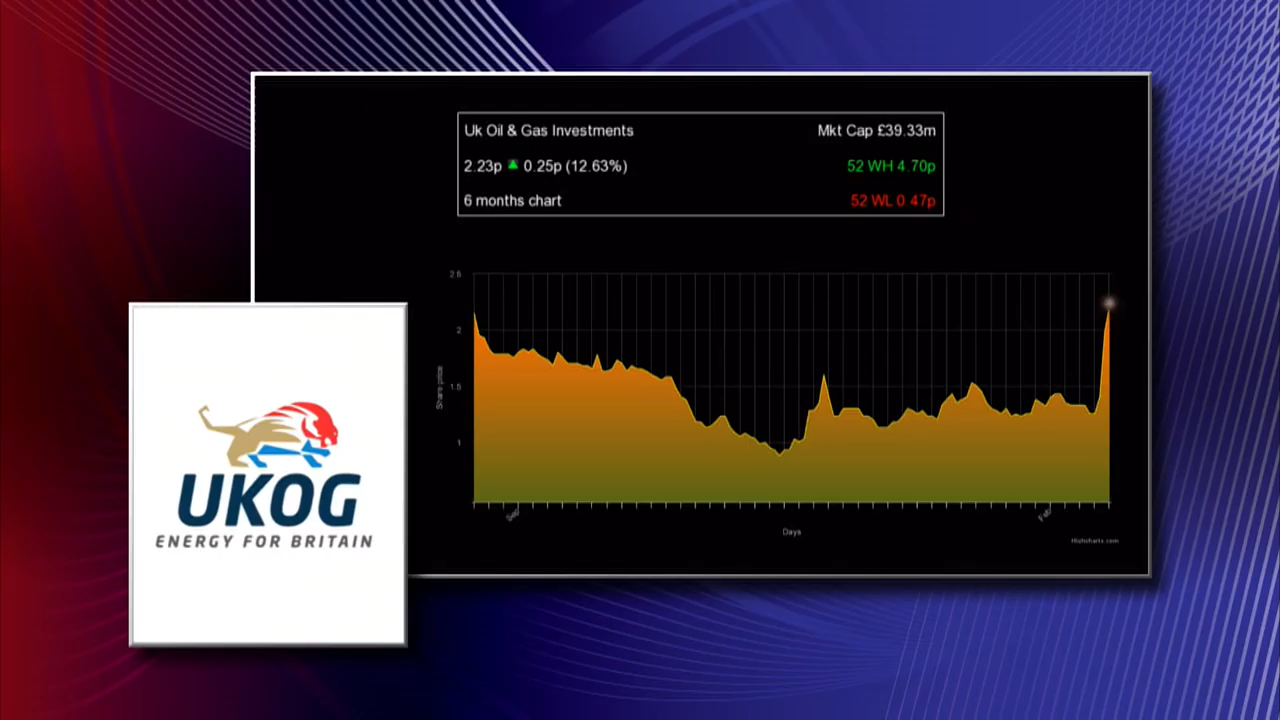 Uk Oil & Gas Investments
Mkt Cap £39.33m
2.23p 0.25p (12.63%)
52 WH 4.70p
6 months chart
52 WL 0.47p
2.5
2
1.5
1
Share price
Days
Highcharts.com
UKOG
ENERGY FOR BRITAIN